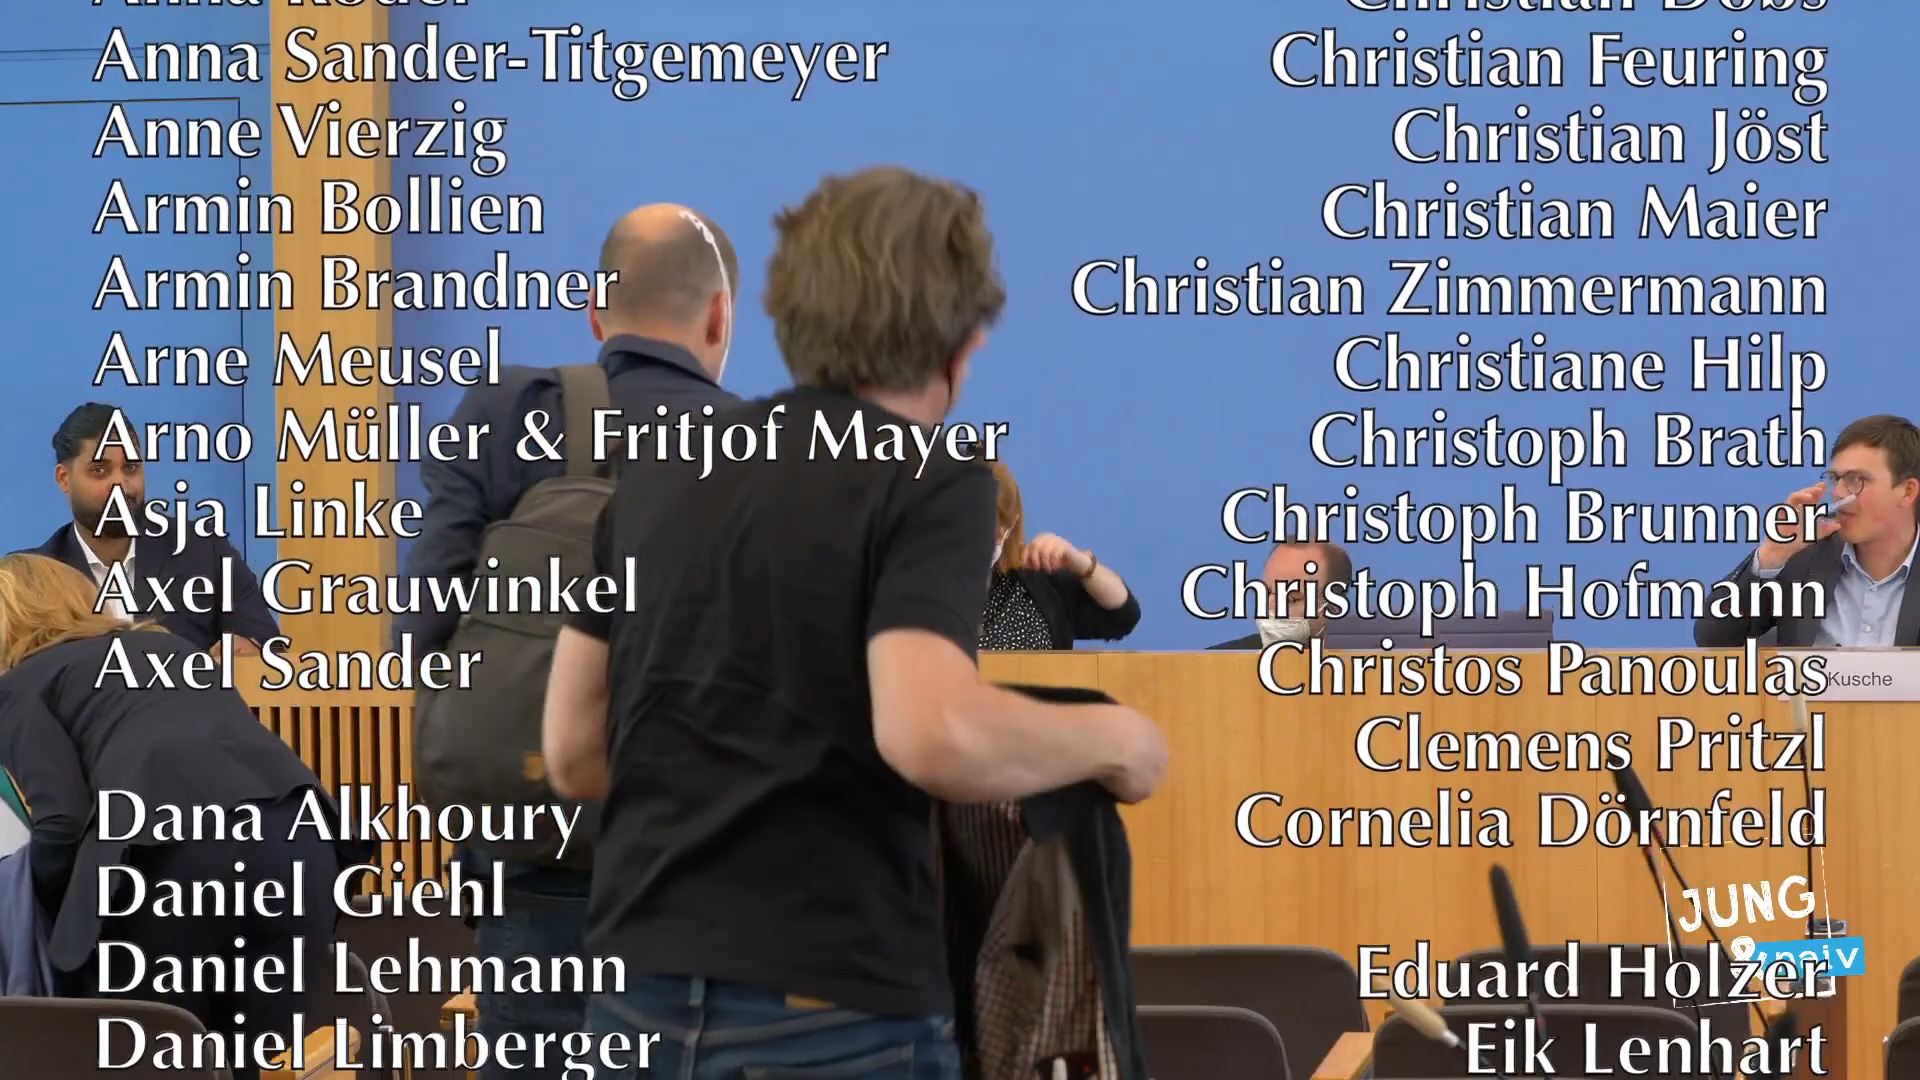 Anna Sander-Titgemeyer
Anne Vierzig
Armin Bollien
Armin Brandner
Arne Meusel
Arno Müller & Fritjof Mayer
Asja Linke
Axel Grauwinkel
Axel Sander
Dana Alkhoury
Daniel Giehl
Daniel Lehmann
Daniel Limberger
Christian Dobs
Christian Feuring
Christian Jöst
Christian Maier
Christian Zimmermann
Christiane Hilp
Christoph Brath
Christoph Brunner
Christoph Hofmann
Christos Panoulas
Clemens Pritzl
Cornelia Dörnfeld
Eduard Holzer
Eik Lenhart
Kusche
JUNG
& naiv